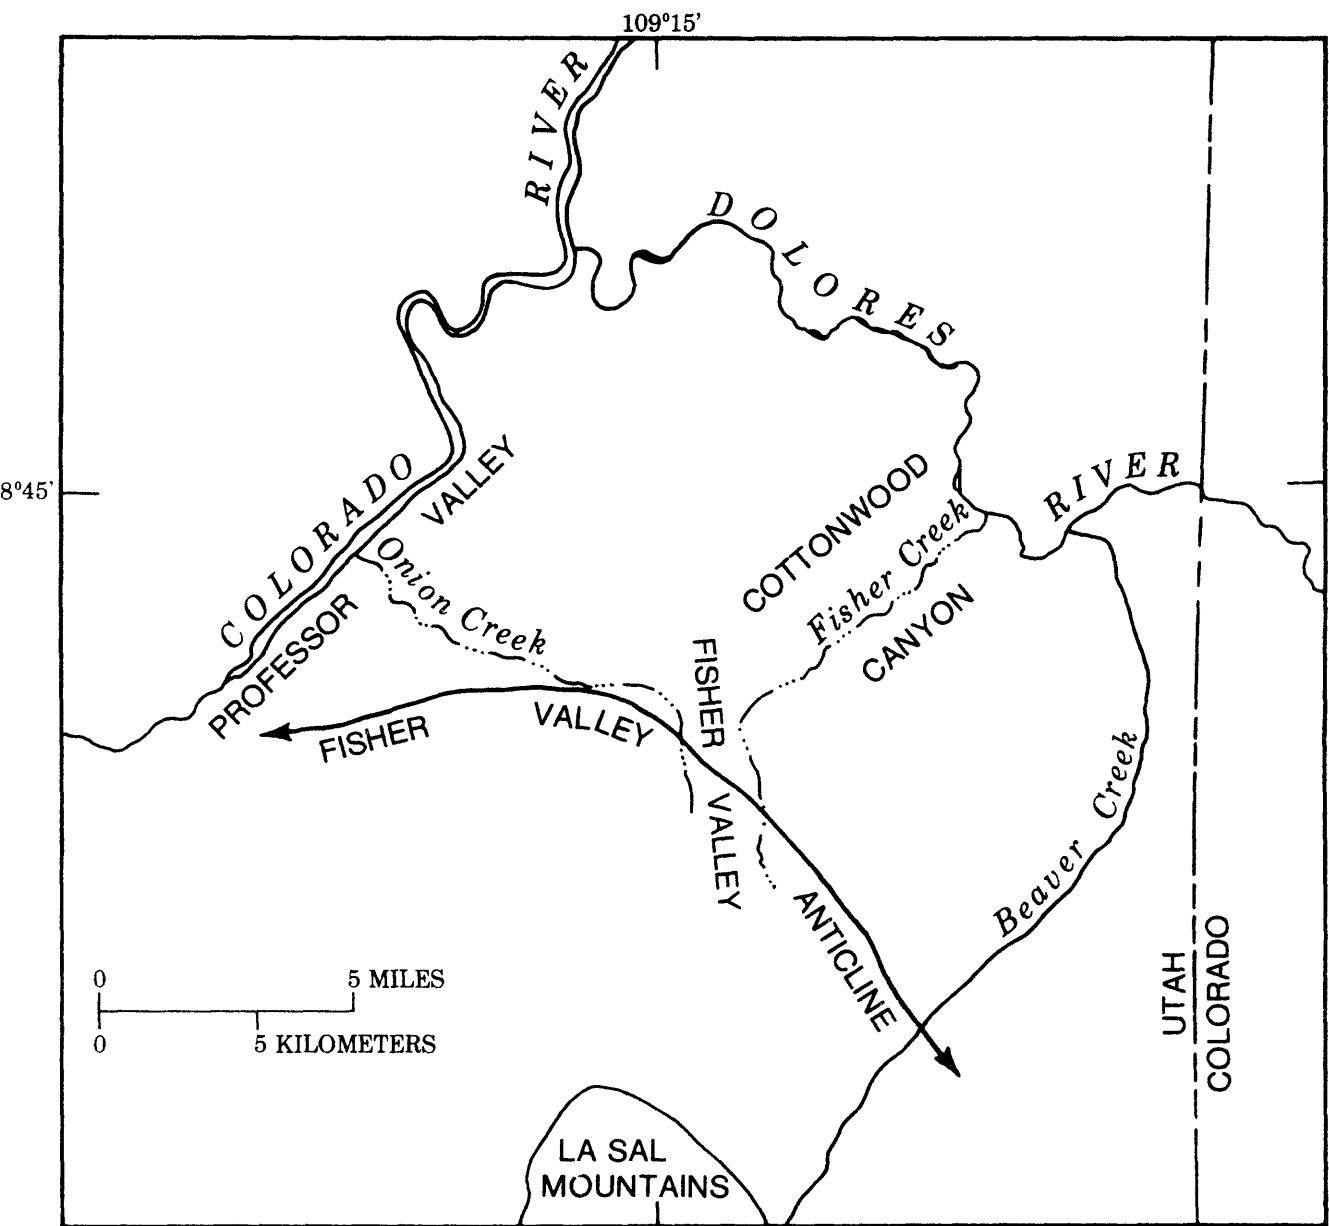 109°15'
RIVER
DOLORES
COLORADO
VALLEY
8°45'
COTTONWOOD
RIVER
Onion Creek
Fisher Creek
PROFESSOR
CANYON
FISHER
FISHER
VALLEY
VALLEY
Beaver Creek
ANTICLINE
0 5 MILES
0 5 KILOMETERS
UTAH
COLORADO
LA SAL
MOUNTAINS